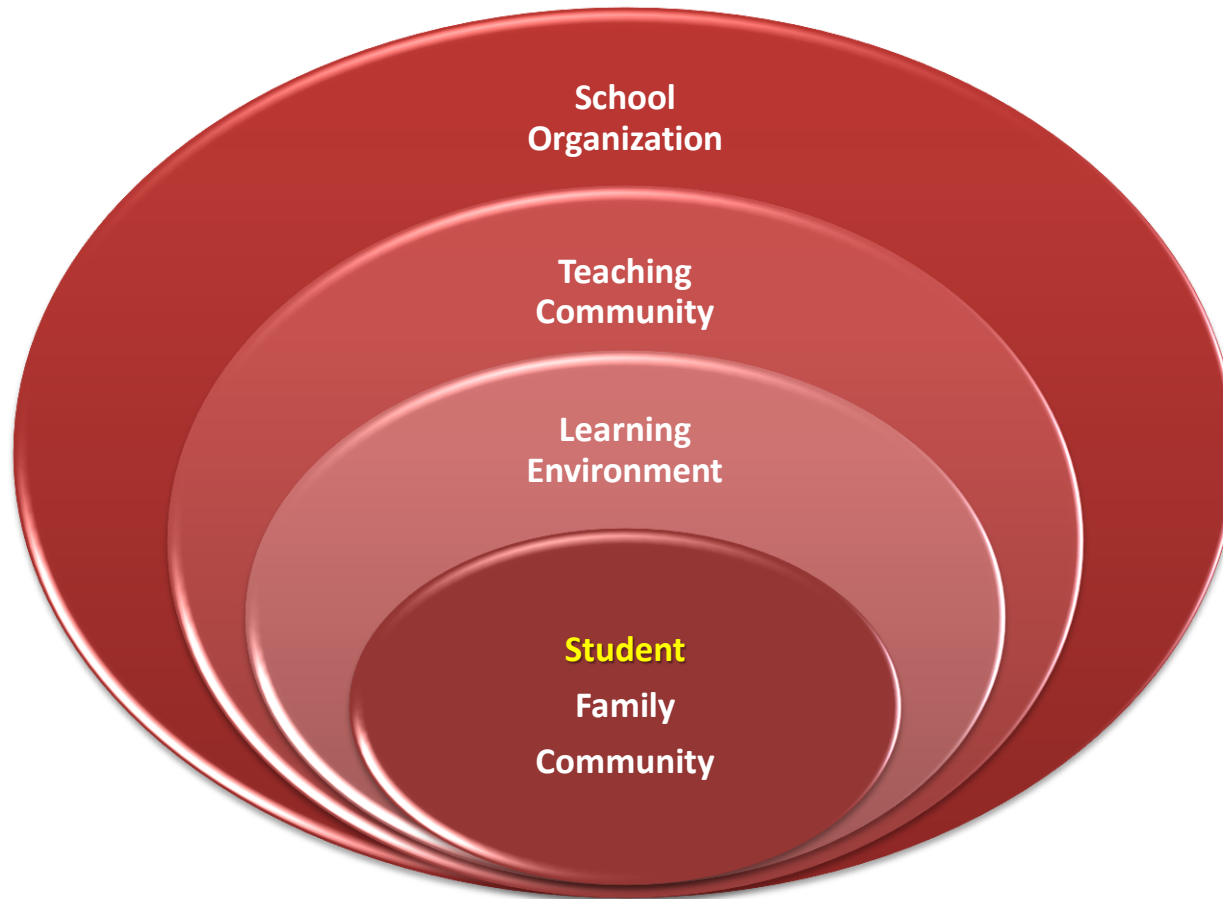 School
Organization
Teaching
Community
Learning
Environment
Student
Family
Community